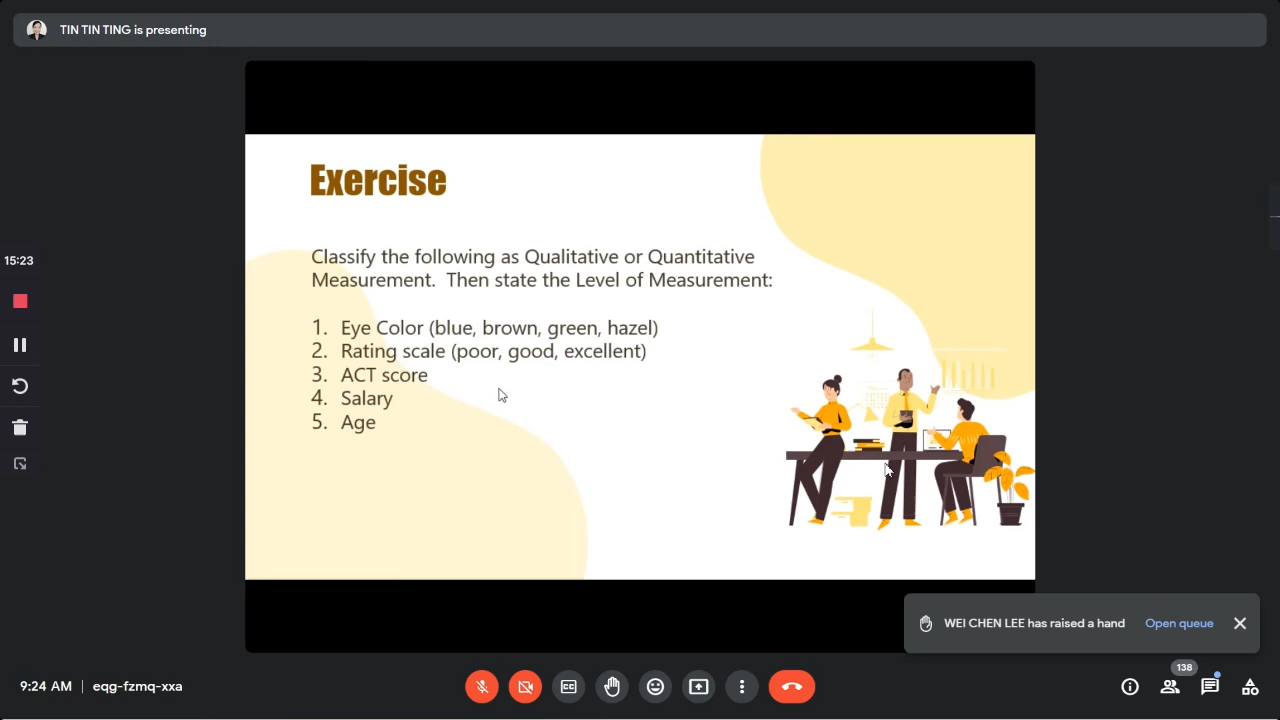 TIN TIN TING is presenting
Exercise
Classify the following as Qualitative or Quantitative
Measurement. Then state the Level of Measurement:
1. Eye Color (blue, brown, green, hazel)
2. Rating scale (poor, good, excellent)
3. ACT score
4. Salary
5. Age
15:23
WEI CHEN LEE has raised a hand Open queue
9:24 AM | eqg-fzmq-xxa
CC
138